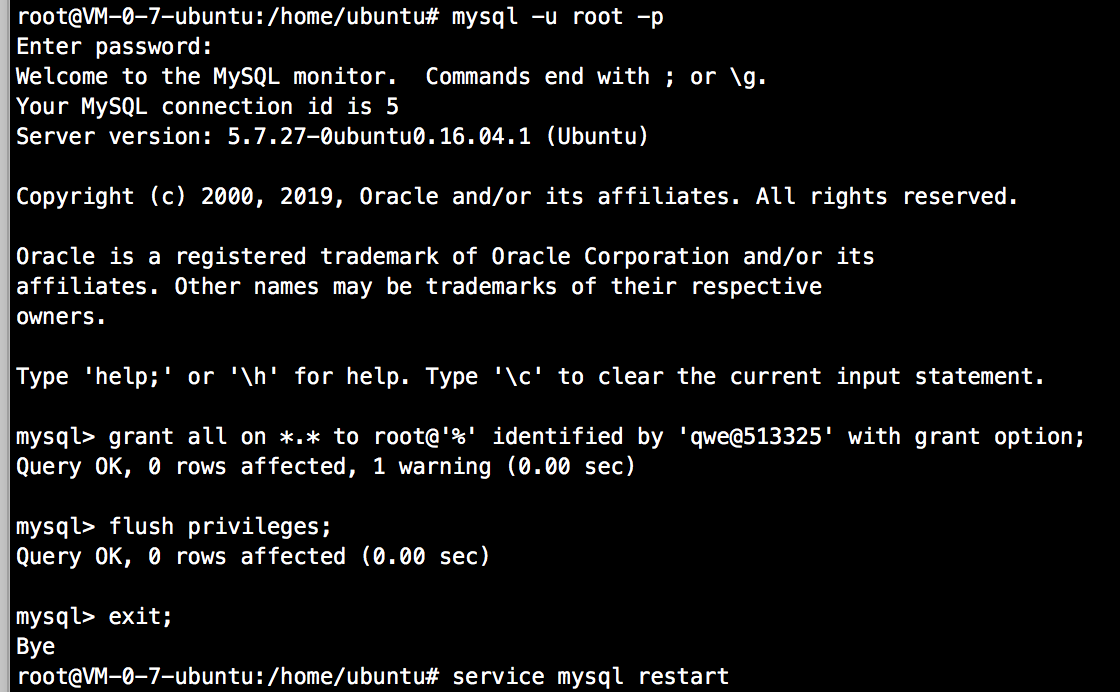 root@VM-0-7-ubuntu:/home/ubuntu# mysql -u root -p
Enter password:
Welcome to the MySQL monitor.  Commands end with ; or \g.
Your MySQL connection id is 5
Server version: 5.7.27-0ubuntu0.16.04.1 (Ubuntu)

Copyright (c) 2000, 2019, Oracle and/or its affiliates. All rights reserved.

Oracle is a registered trademark of Oracle Corporation and/or its
affiliates. Other names may be trademarks of their respective
owners.

Type 'help;' or '\h' for help. Type '\c' to clear the current input statement.

mysql> grant all on *.* to root@'%' identified by 'qwe@513325' with grant option;
Query OK, 0 rows affected, 1 warning (0.00 sec)

mysql> flush privileges;
Query OK, 0 rows affected (0.00 sec)

mysql> exit;
Bye
root@VM-0-7-ubuntu:/home/ubuntu# service mysql restart